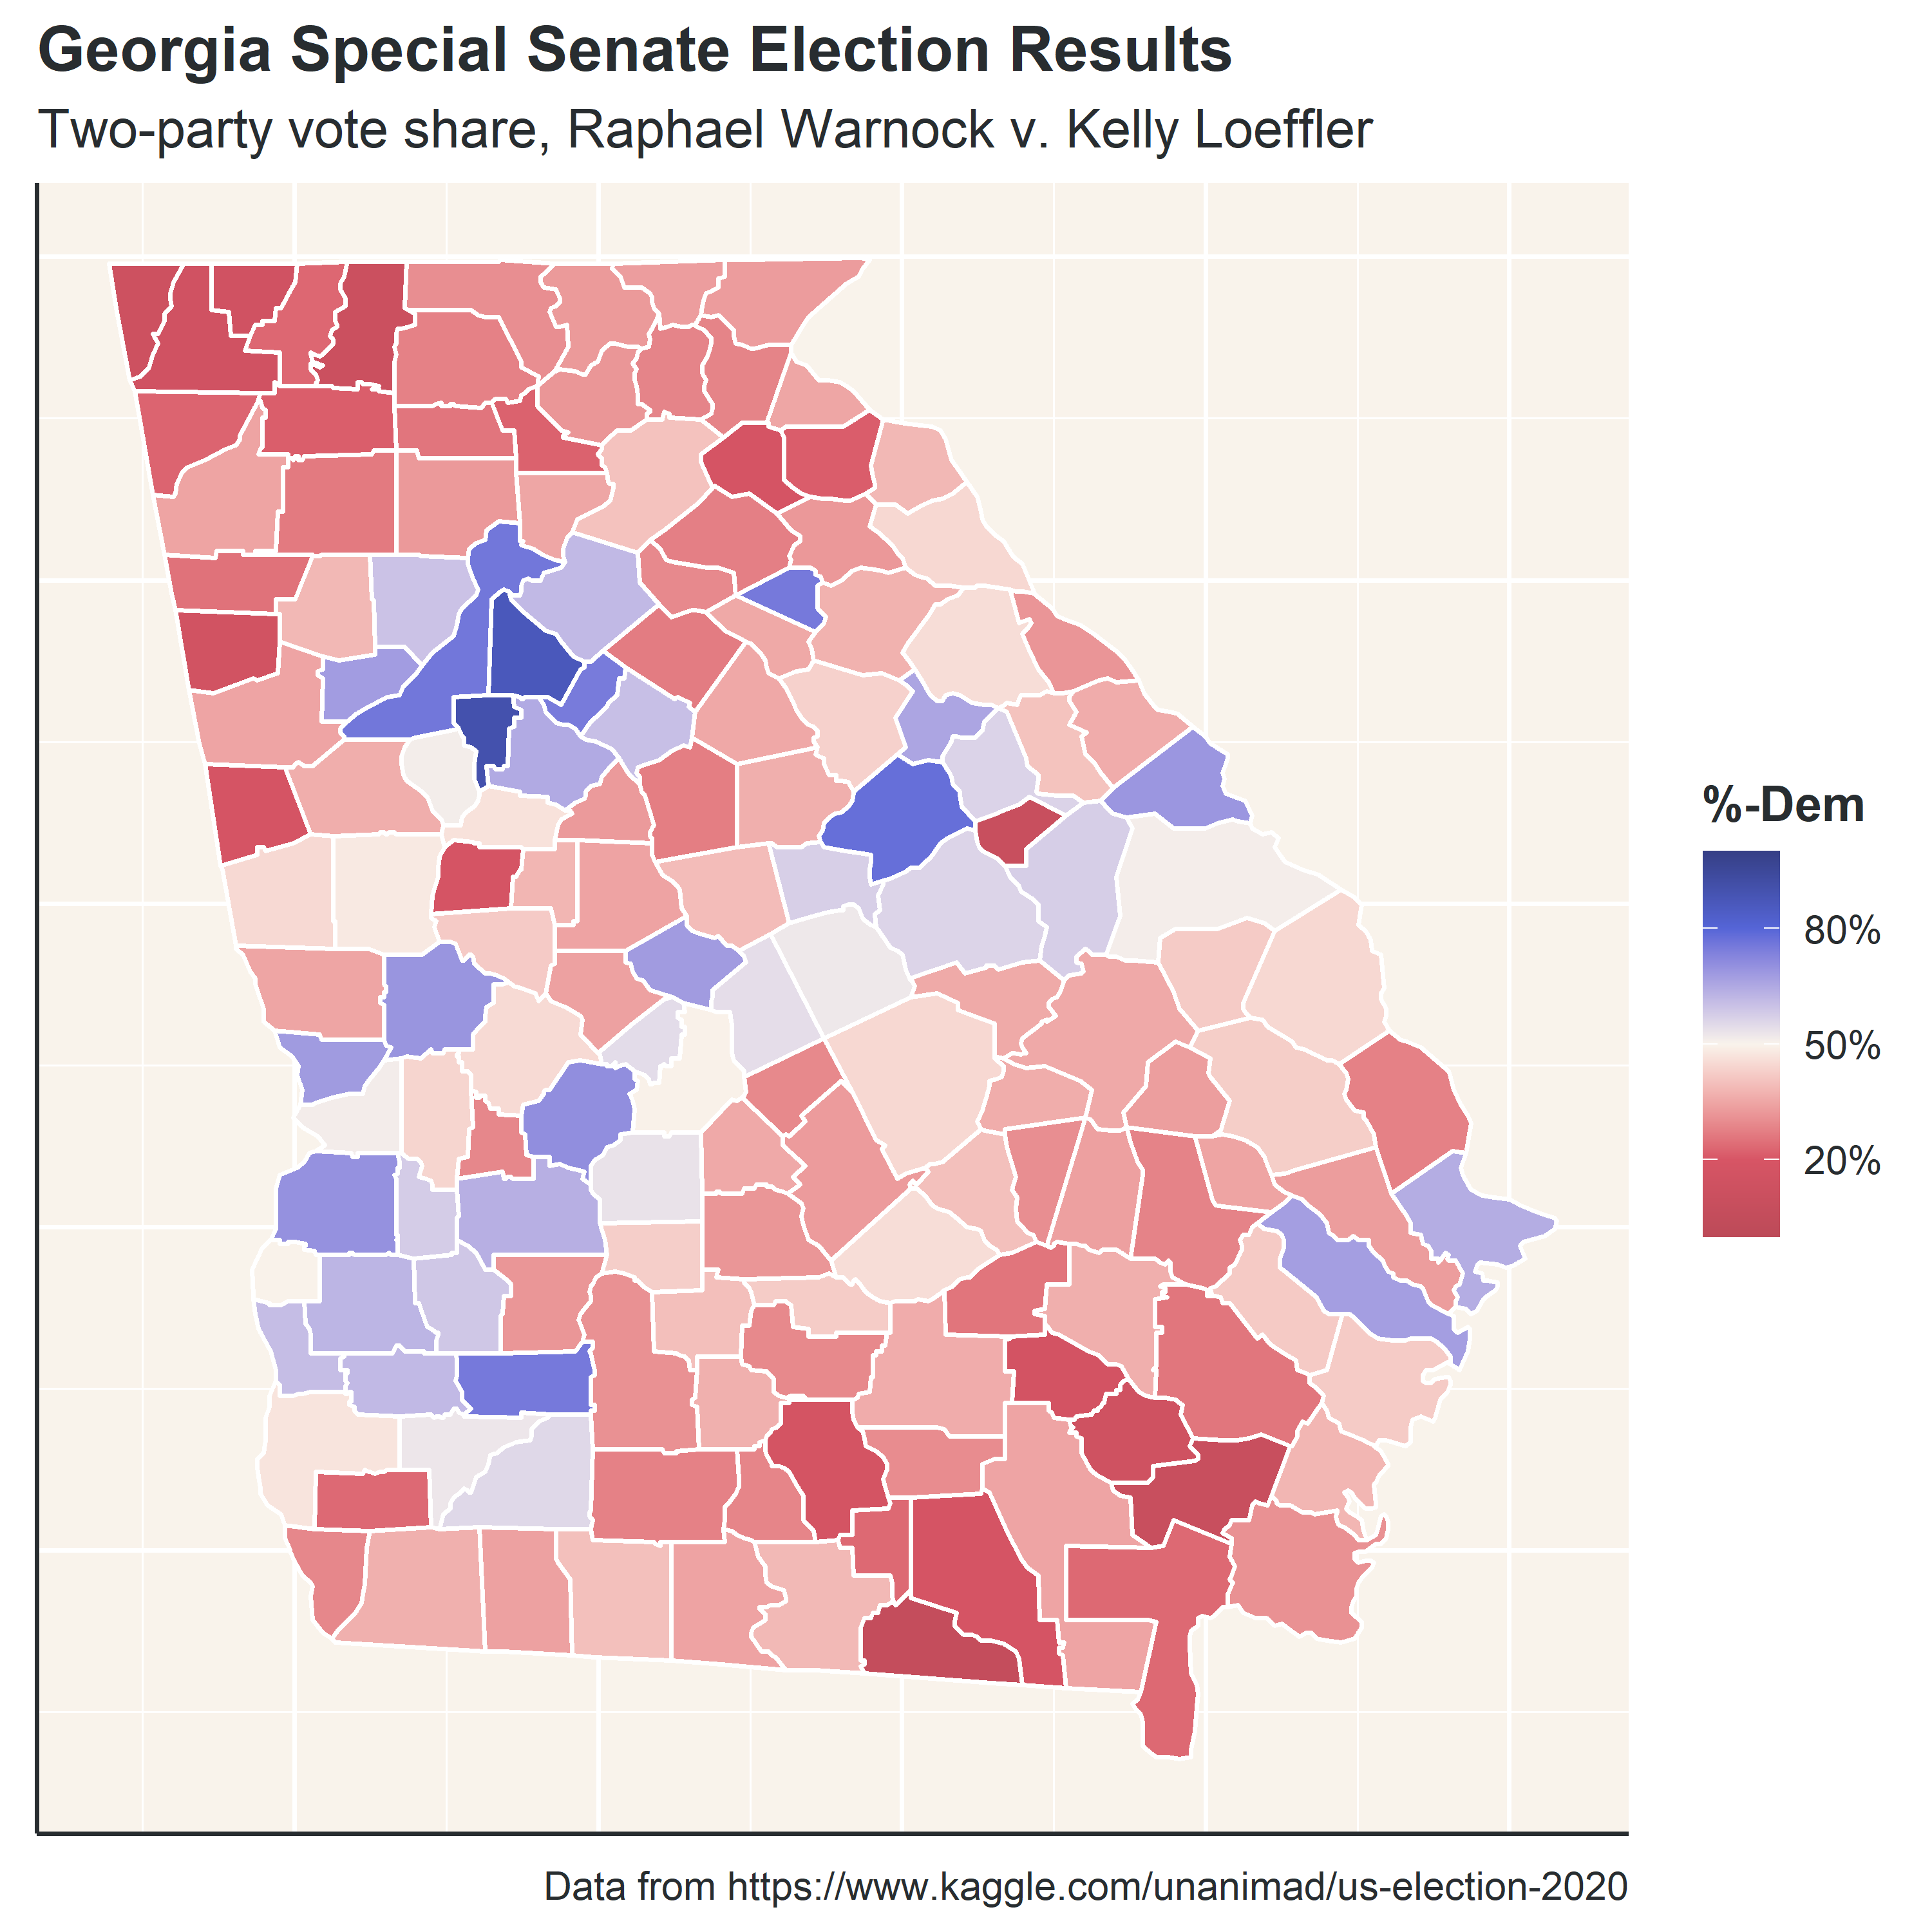 Georgia Special Senate Election Results
Two-party vote share, Raphael Warnock v. Kelly Loeffler
%-Dem
80%
50%
20%
Data from https://www.kaggle.com/unanimad/us-election-2020